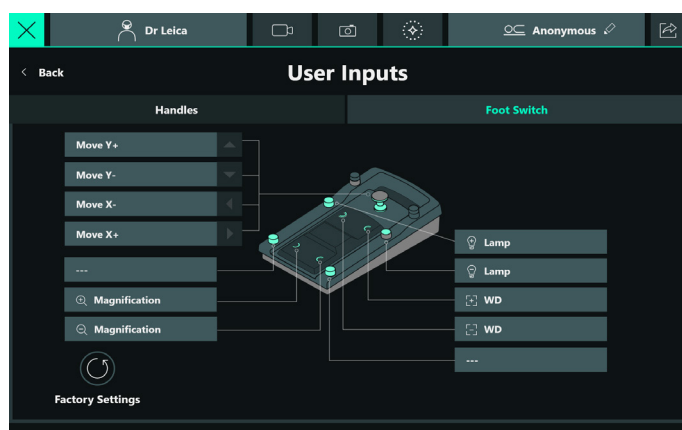 Dr Leica
Anonymous
Back
User Inputs
Handles
Foot Switch
Move Y+
Move Y-
Move X-
Move X+
---
Magnification
Magnification
Lamp
Lamp
WD
WD
---
Factory Settings